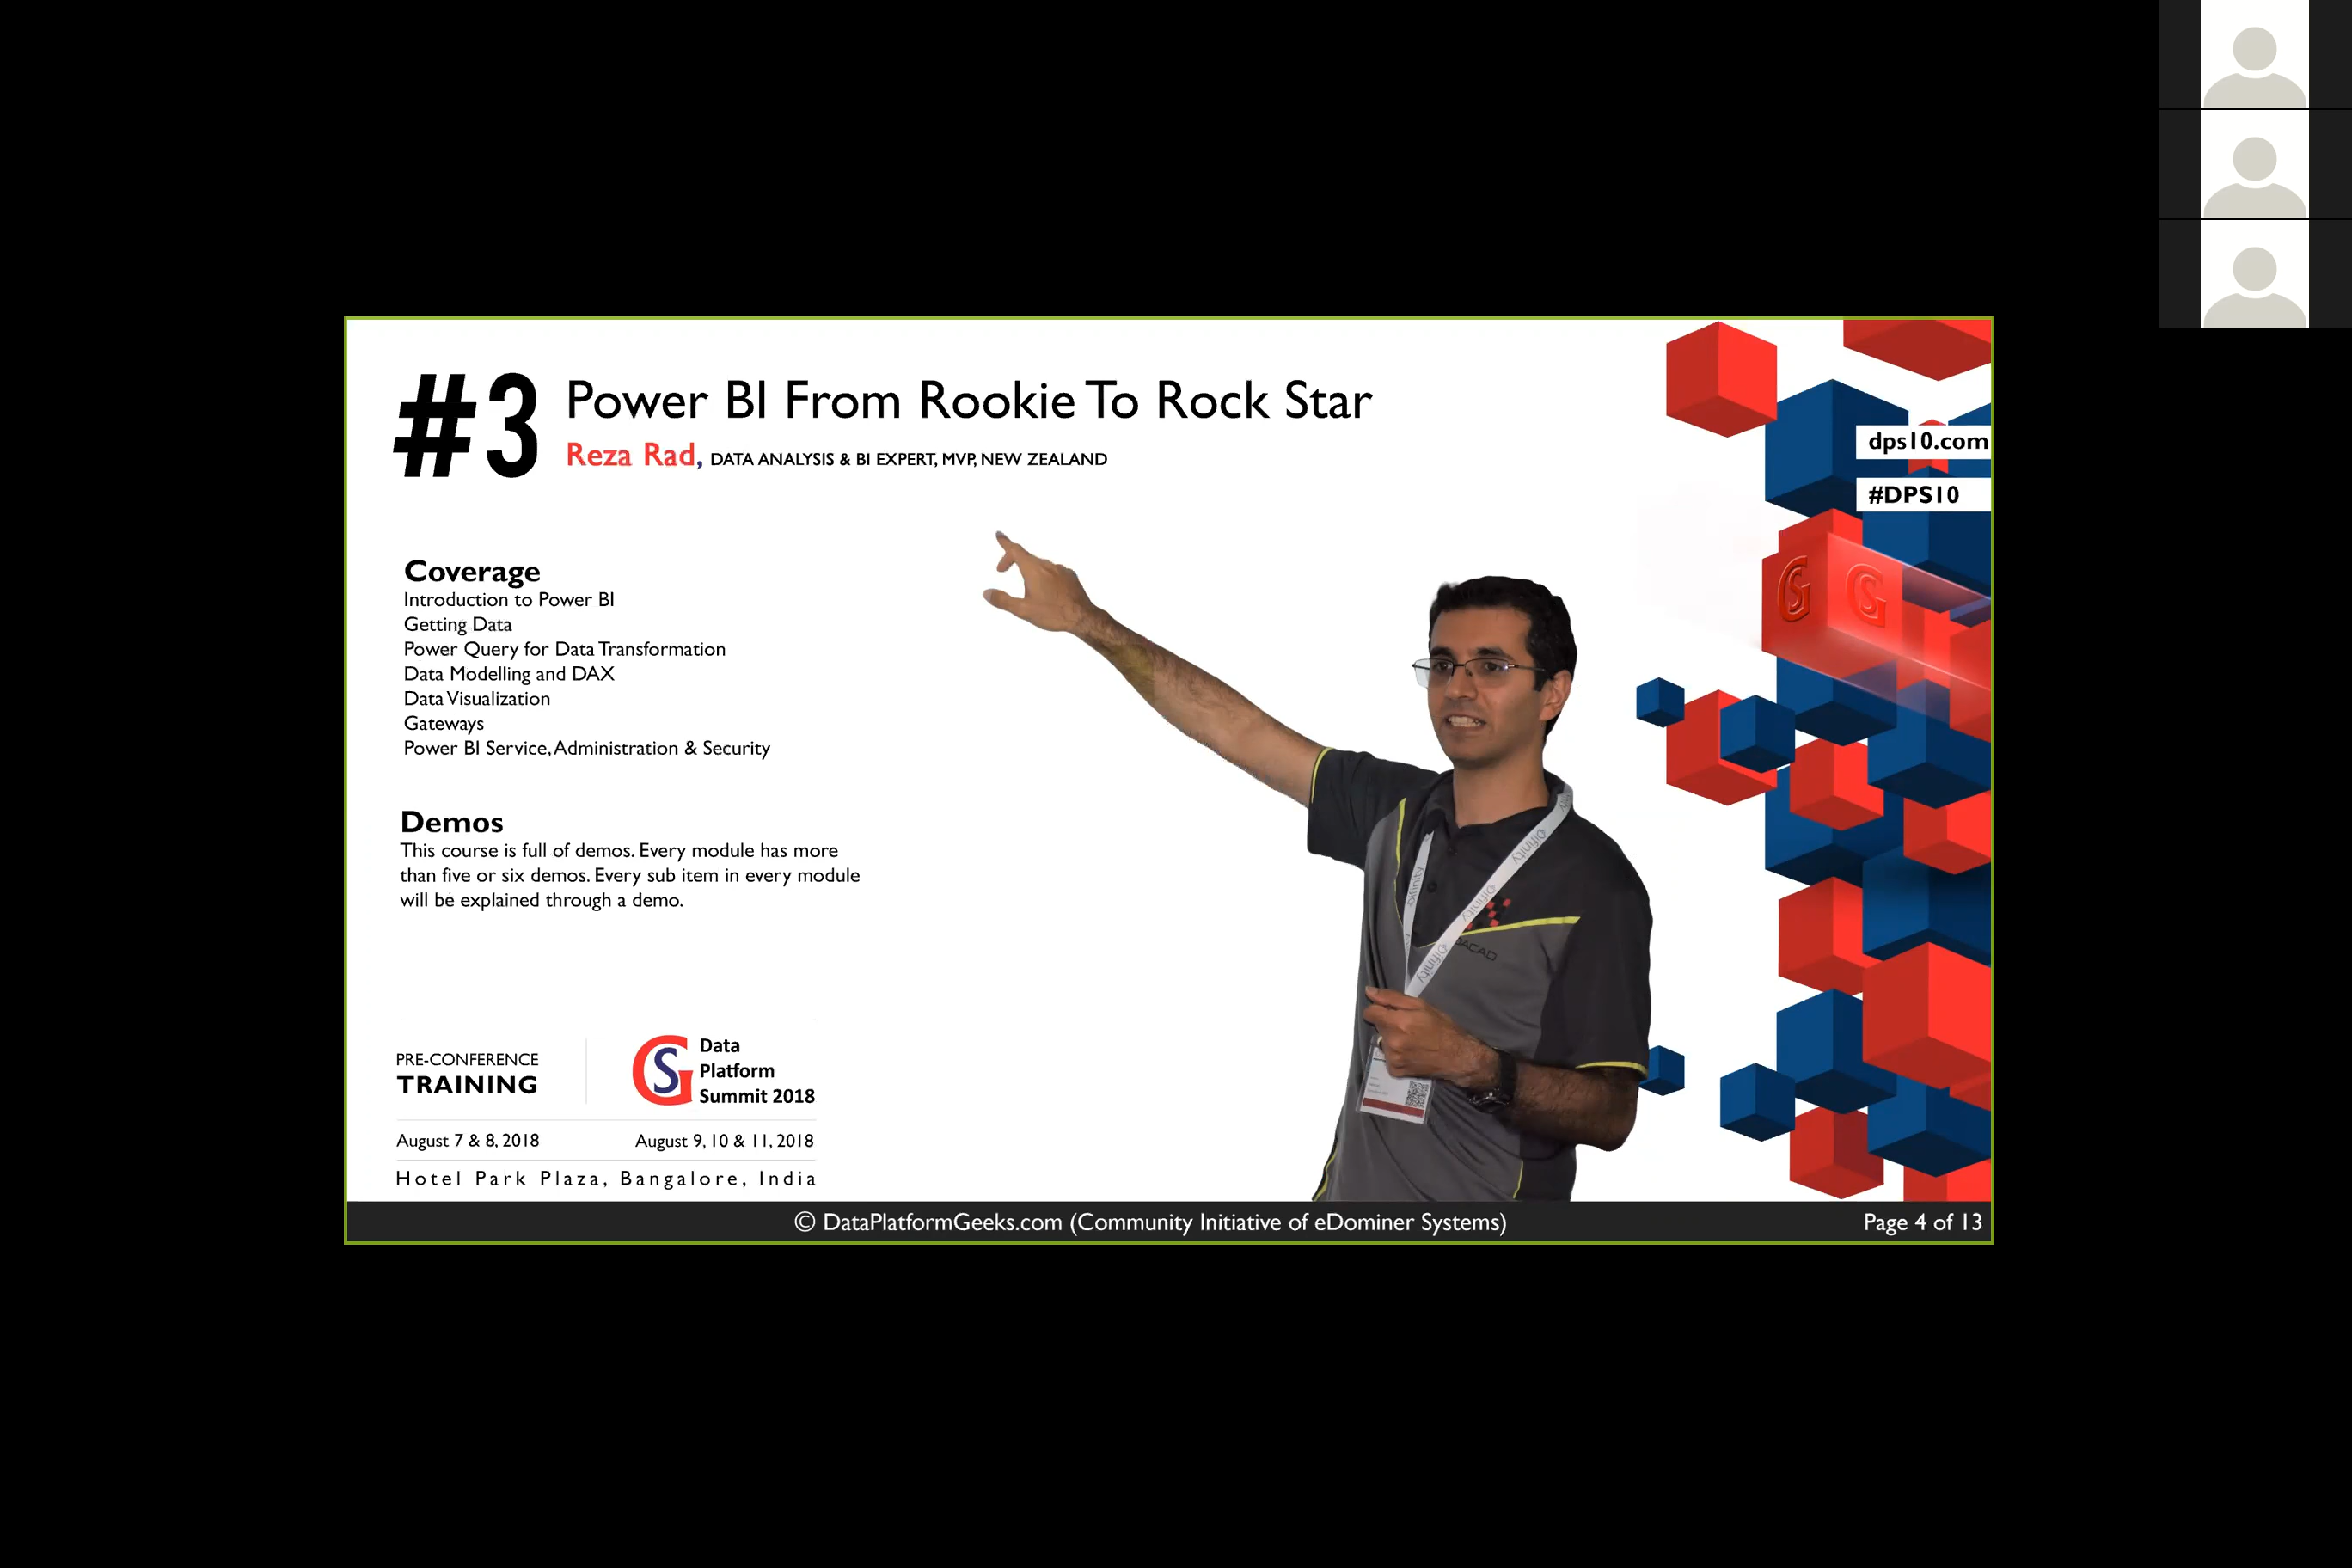 #3
Power BI From Rookie To Rock Star
Reza Rad, DATA ANALYSIS & BI EXPERT, MVP, NEW ZEALAND
dps10.com
#DPS10
Coverage
Introduction to Power BI
Getting Data
Power Query for Data Transformation
Data Modelling and DAX
Data Visualization
Gateways
Power BI Service, Administration & Security
Demos
This course is full of demos. Every module has more
than five or six demos. Every sub item in every module
will be explained through a demo.
Difinity
Difinity
Difinity
Difinity
PRE-CONFERENCE
TRAINING
GS
Data
Platform
Summit 2018
August 7 & 8, 2018
August 9, 10 & 11, 2018
Hotel Park Plaza, Bangalore, India
© DataPlatformGeeks.com (Community Initiative of eDominer Systems)
Page 4 of 13